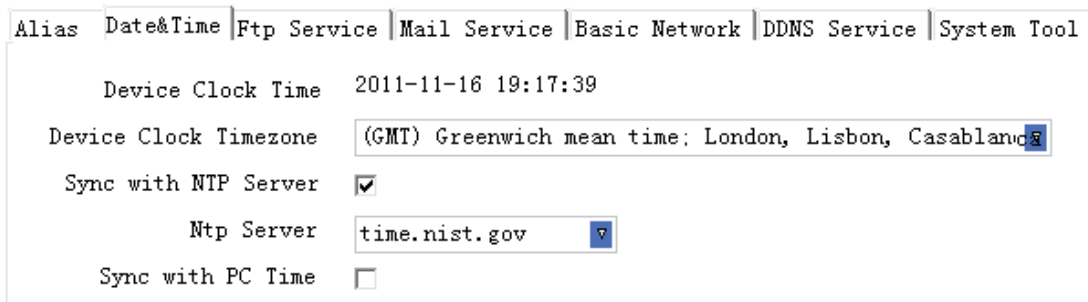 Alias Date&Time Ftp Service Mail Service Basic Network DDNS Service System Tool
Device Clock Time 2011-11-16 19:17:39
Device Clock Timezone (GMT) Greenwich mean time; London, Lisbon, Casablanca
Sync with NTP Server
Ntp Server time.nist.gov
Sync with PC Time